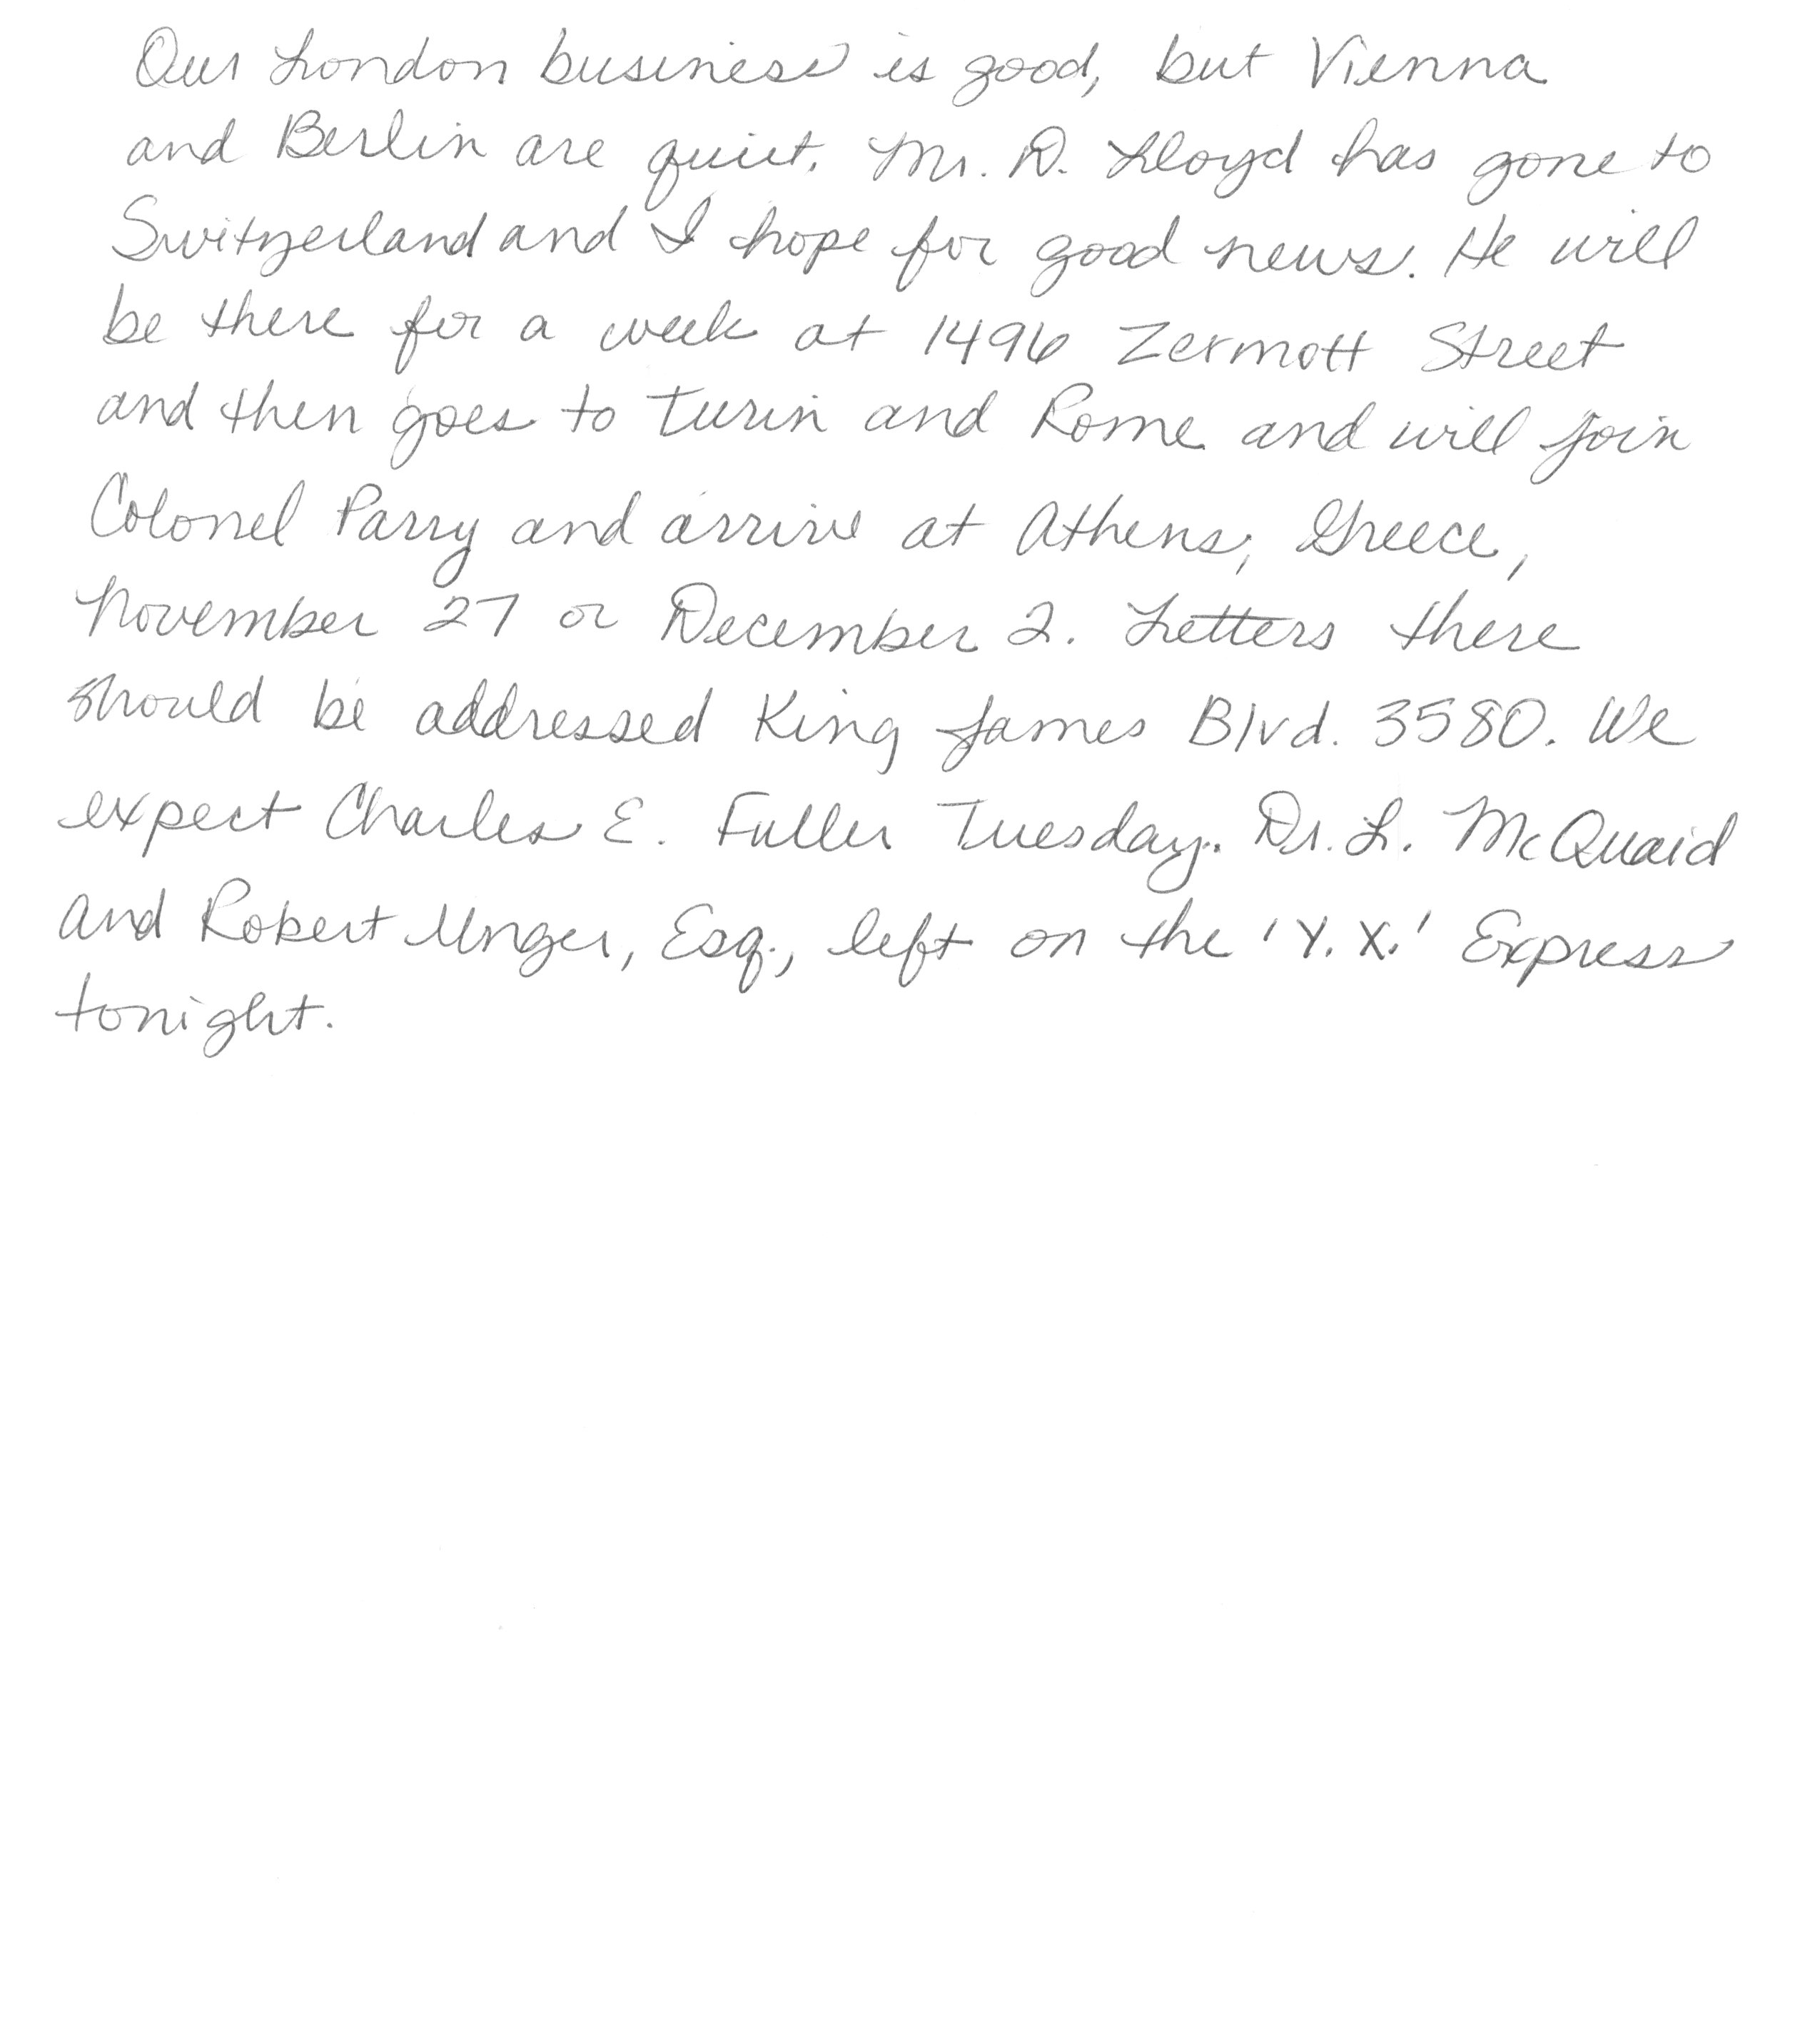 Our London business is good, but Vienna
and Berlin are quiet. Mr. D. Lloyd has gone to
Switzerland and I hope for good news. He will
be there for a week at 1496 Zermott Street
and then goes to Turin and Rome and will join
Colonel Parry and arrive at Athens, Greece,
November 27 or December 2. Letters there
should be addressed King James Blvd. 3580. We
expect Charles E. Fuller Tuesday. Dr. L. McQuaid
and Robert Unger, Esq., left on the 'Y.X.' Express
tonight.